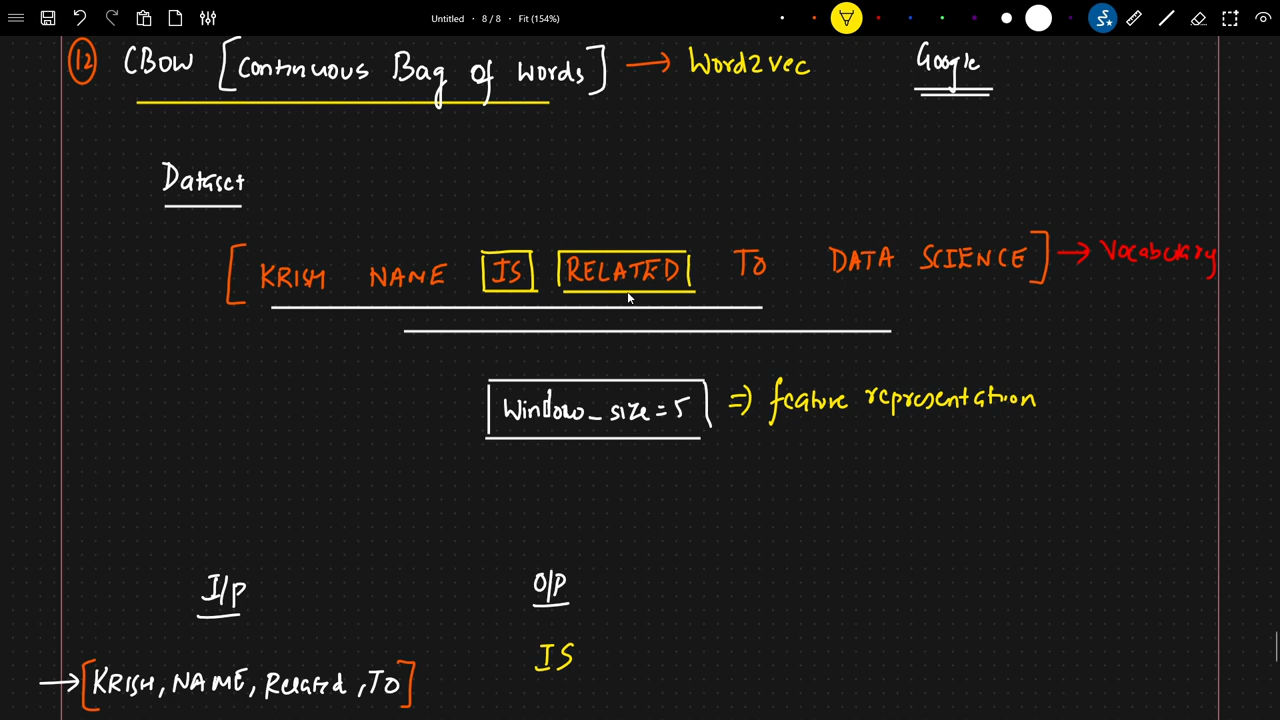 Untitled • 8 / 8 • Fit (154%)
12 CBOW [Continuous Bag of Words] → Word2vec Google
Dataset
[KRISH NAME IS RELATED TO DATA SCIENCE] → Vocabulary
Window_size = 5 => feature representation
I/P O/P
IS
→ [KRISH, NAME, Related, TO]